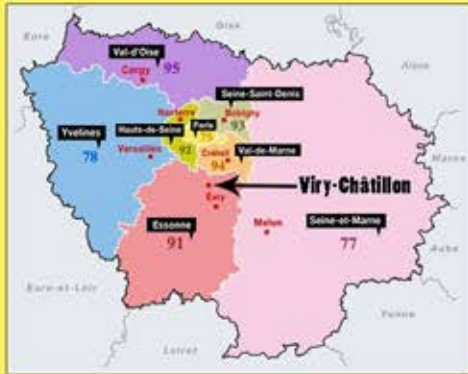 Eure
Oise
Aisne
Val-d'Oise
95
Cergy
Seine-Saint-Denis
Nanterre
Paris
Bobigny
Marne
Yvelines
Hauts-de-Seine
75
93
78
Versailles
92
Créteil
Val-de-Marne
94
Viry-Châtillon
Evry
Essonne
Melun
Seine-et-Marne
91
77
Aube
Eure-et-Loir
Yonne
Loiret